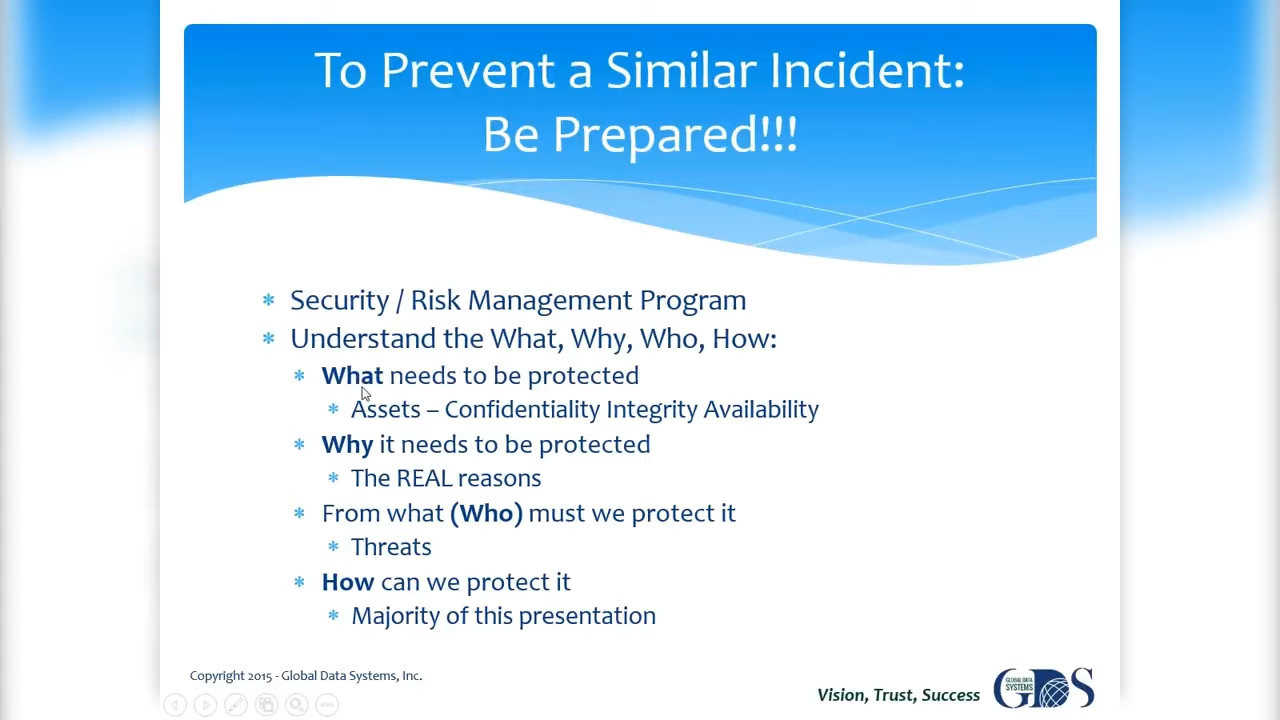 To Prevent a Similar Incident:
Be Prepared!!!
* Security / Risk Management Program
* Understand the What, Why, Who, How:
* What needs to be protected
* Assets – Confidentiality Integrity Availability
* Why it needs to be protected
* The REAL reasons
* From what (Who) must we protect it
* Threats
* How can we protect it
* Majority of this presentation
Copyright 2015 - Global Data Systems, Inc.
Vision, Trust, Success
GDS
GLOBAL DATA
SYSTEMS